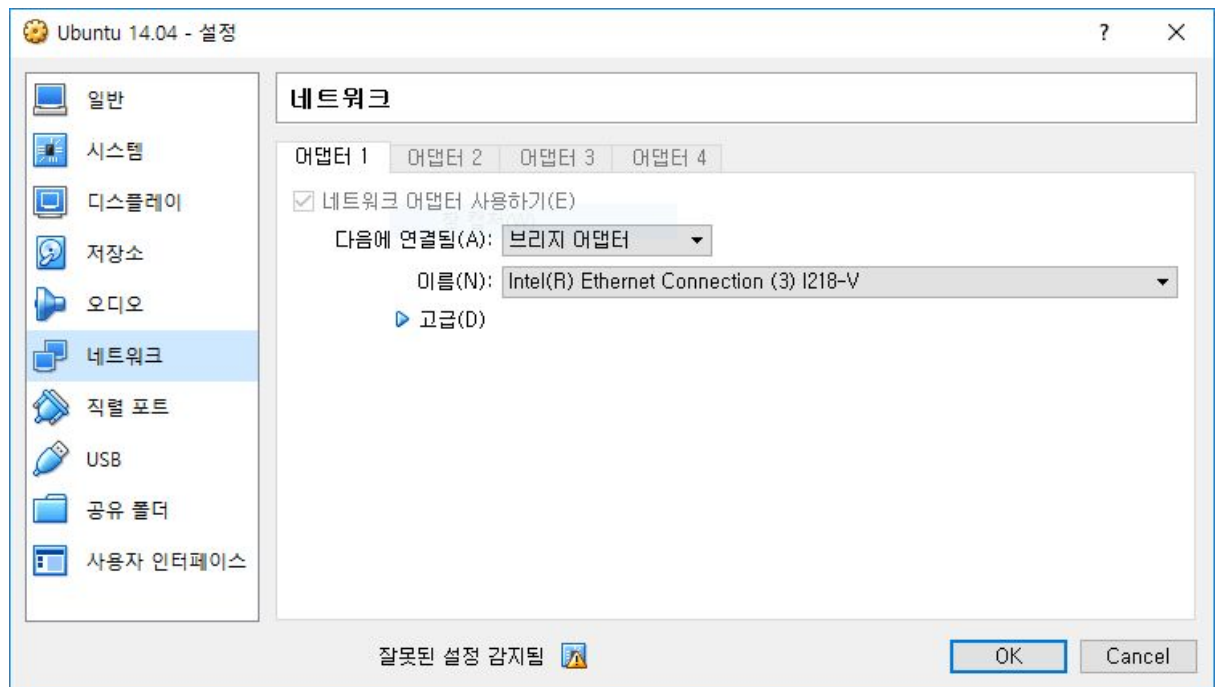 Ubuntu 14.04 - 설정
?
일반
시스템
디스플레이
저장소
오디오
네트워크
직렬 포트
USB
공유 폴더
사용자 인터페이스
네트워크
어댑터 1 어댑터 2 어댑터 3 어댑터 4
네트워크 어댑터 사용하기(E)
다음에 연결됨(A): 브리지 어댑터
이름(N): Intel(R) Ethernet Connection (3) I218-V
고급(D)
잘못된 설정 감지됨
OK Cancel